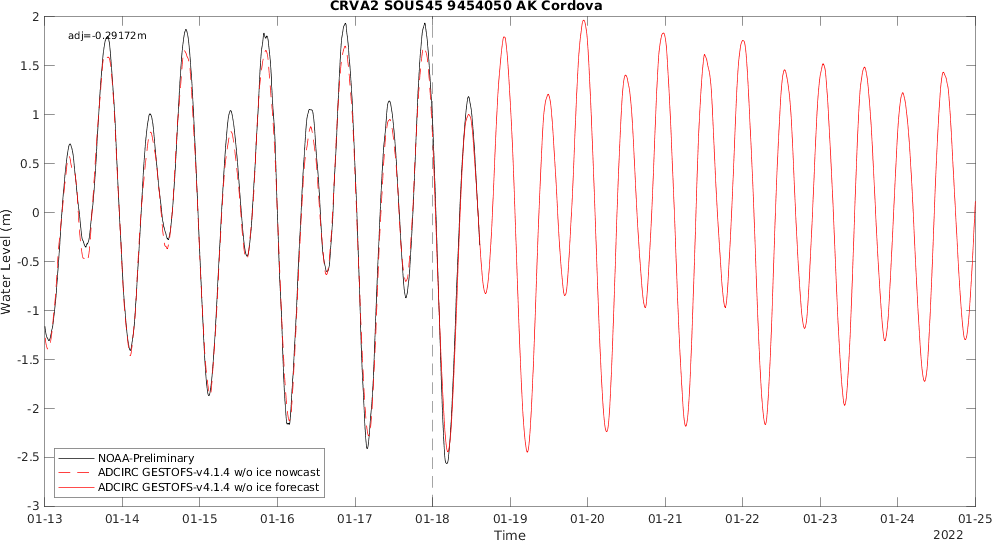 CRVA2 SOUS45 9454050 AK Cordova
adj=-0.29172m
2
1.5
1
0.5
0
-0.5
-1
-1.5
-2
-2.5
-3
Water Level (m)
NOAA-Preliminary
ADCIRC GESTOFS-v4.1.4 w/o ice nowcast
ADCIRC GESTOFS-v4.1.4 w/o ice forecast
01-13 01-14 01-15 01-16 01-17 01-18 01-19 01-20 01-21 01-22 01-23 01-24 01-25
Time
2022